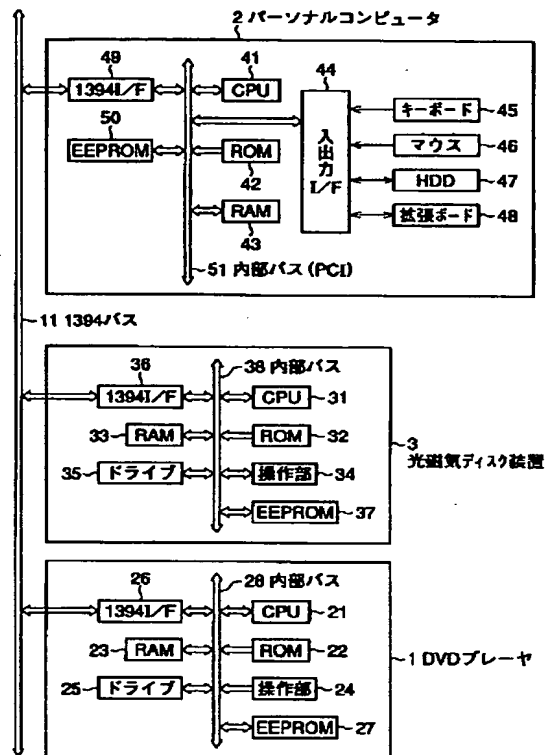 2 パーソナルコンピュータ
49
1394I/F
41
CPU
44
入出力I/F
キーボード
45
50
EEPROM
ROM
42
マウス
46
HDD
47
RAM
43
拡張ボード
48
51 内部バス(PCI)
11 1394バス
36
38 内部バス
1394I/F
CPU
31
33
RAM
ROM
32
3
光磁気ディスク装置
35
ドライブ
操作部
34
EEPROM
37
26
28 内部バス
1394I/F
CPU
21
23
RAM
ROM
22
1 DVDプレーヤ
25
ドライブ
操作部
24
EEPROM
27